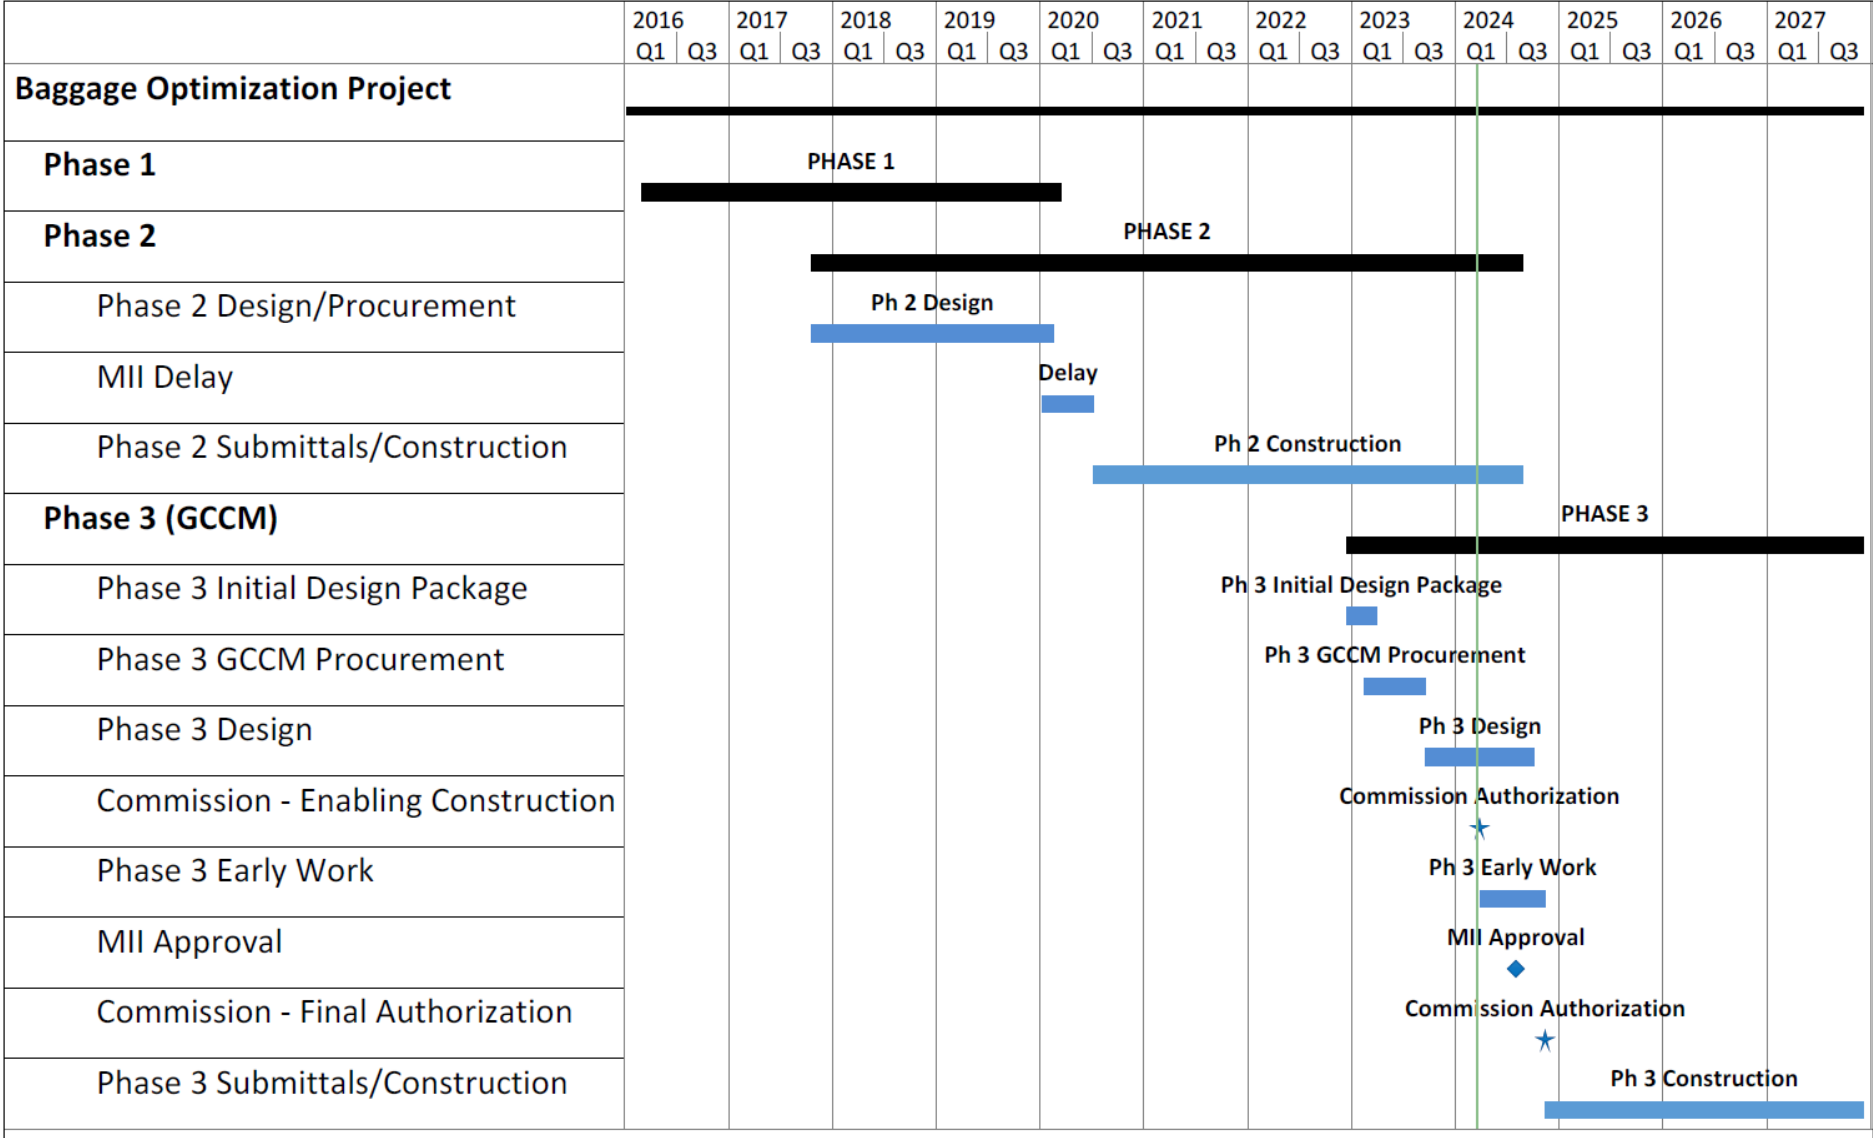 2016 2017 2018 2019 2020 2021 2022 2023 2024 2025 2026 2027
Q1 Q3 Q1 Q3 Q1 Q3 Q1 Q3 Q1 Q3 Q1 Q3 Q1 Q3 Q1 Q3 Q1 Q3 Q1 Q3 Q1 Q3 Q1 Q3
Baggage Optimization Project
Phase 1
PHASE 1
Phase 2
PHASE 2
Phase 2 Design/Procurement
Ph 2 Design
MII Delay
Delay
Phase 2 Submittals/Construction
Ph 2 Construction
Phase 3 (GCCM)
PHASE 3
Phase 3 Initial Design Package
Ph 3 Initial Design Package
Phase 3 GCCM Procurement
Ph 3 GCCM Procurement
Phase 3 Design
Ph 3 Design
Commission - Enabling Construction
Commission Authorization
Phase 3 Early Work
Ph 3 Early Work
MII Approval
MII Approval
Commission - Final Authorization
Commission Authorization
Phase 3 Submittals/Construction
Ph 3 Construction